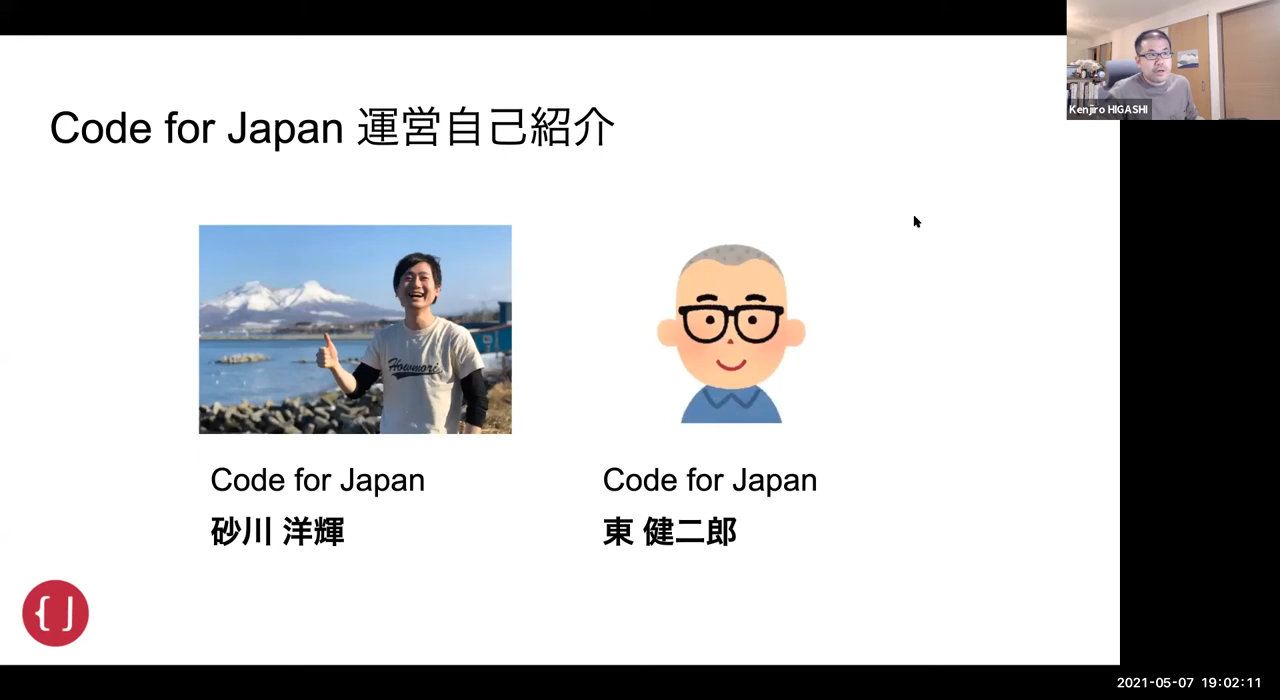 Code for Japan 運営自己紹介
Kenjiro HIGASHI
Howmori
Code for Japan
砂川 洋輝
Code for Japan
東 健二郎
{ J
2021-05-07 19:02:11